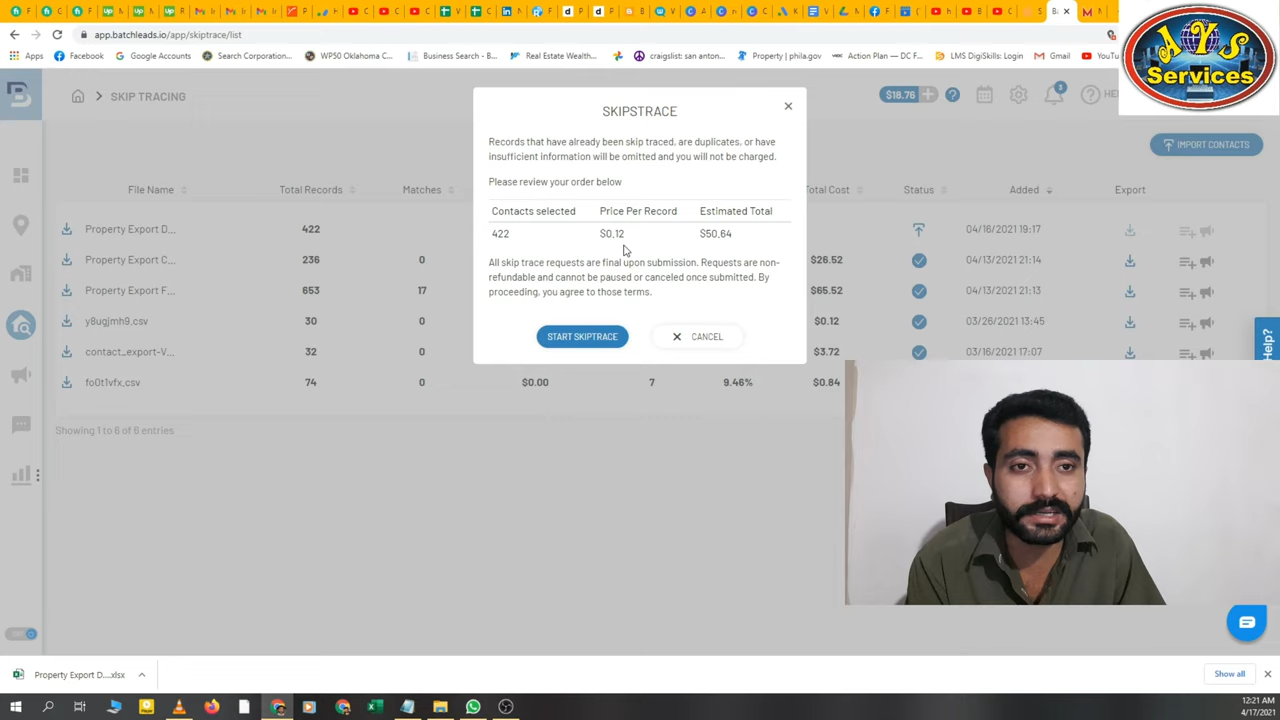 F
F
F
Up M
Up M
Up R
In
In
(
P
C
C
C
V
C
in N
F
d P
d P
B
W
C
A
C
K
V
M
F
D
h
B
C
S
B
M
app.batchleads.io/app/skiptrace/list
Apps
Facebook
Google Accounts
Search Corporation...
WP50 Oklahoma C...
Business Search - B...
Real Estate Wealth...
craigslist: san anton...
Property | phila.gov
Action Plan — DC F...
LMS DigiSkills: Login
Gmail
YouTu
AYS
Services
B
> SKIP TRACING
$18.76 +
?
3
? HE
SKIPSTRACE
Records that have already been skip traced, are duplicates, or have
insufficient information will be omitted and you will not be charged.
Please review your order below
Contacts selected Price Per Record Estimated Total
422 $0.12 $50.64
All skip trace requests are final upon submission. Requests are non-
refundable and cannot be paused or canceled once submitted. By
proceeding, you agree to those terms.
START SKIPTRACE
CANCEL
IMPORT CONTACTS
File Name Total Records Matches otal Cost Status Added Export
Property Export D... 422 04/16/2021 19:17
Property Export C... 236 0 $26.52 04/13/2021 21:14
Property Export F... 653 17 $65.52 04/13/2021 21:13
y8ugjmh9.csv 30 0 $0.12 03/26/2021 13:45
contact_export-V... 32 0 $3.72 03/16/2021 17:07
fo0t1vfx.csv 74 0 $0.00 7 9.46% $0.84
Showing 1 to 6 of 6 entries
Help?
Property Export D....xlsx
Show all
12:21 AM
4/17/2021